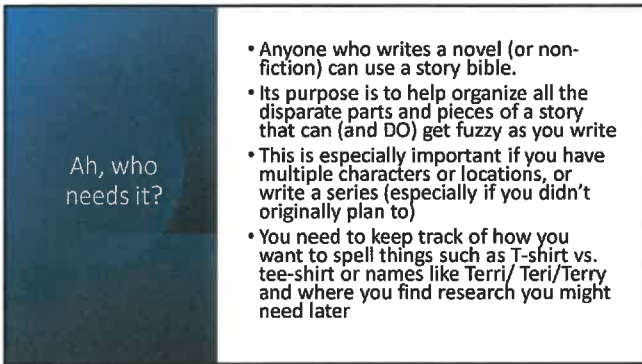 Ah, who
needs it?
• Anyone who writes a novel (or non-
fiction) can use a story bible.
• Its purpose is to help organize all the
disparate parts and pieces of a story
that can (and DO) get fuzzy as you write
• This is especially important if you have
multiple characters or locations, or
write a series (especially if you didn't
originally plan to)
• You need to keep track of how you
want to spell things such as T-shirt vs.
tee-shirt or names like Terri/ Teri/Terry
and where you find research you might
need later